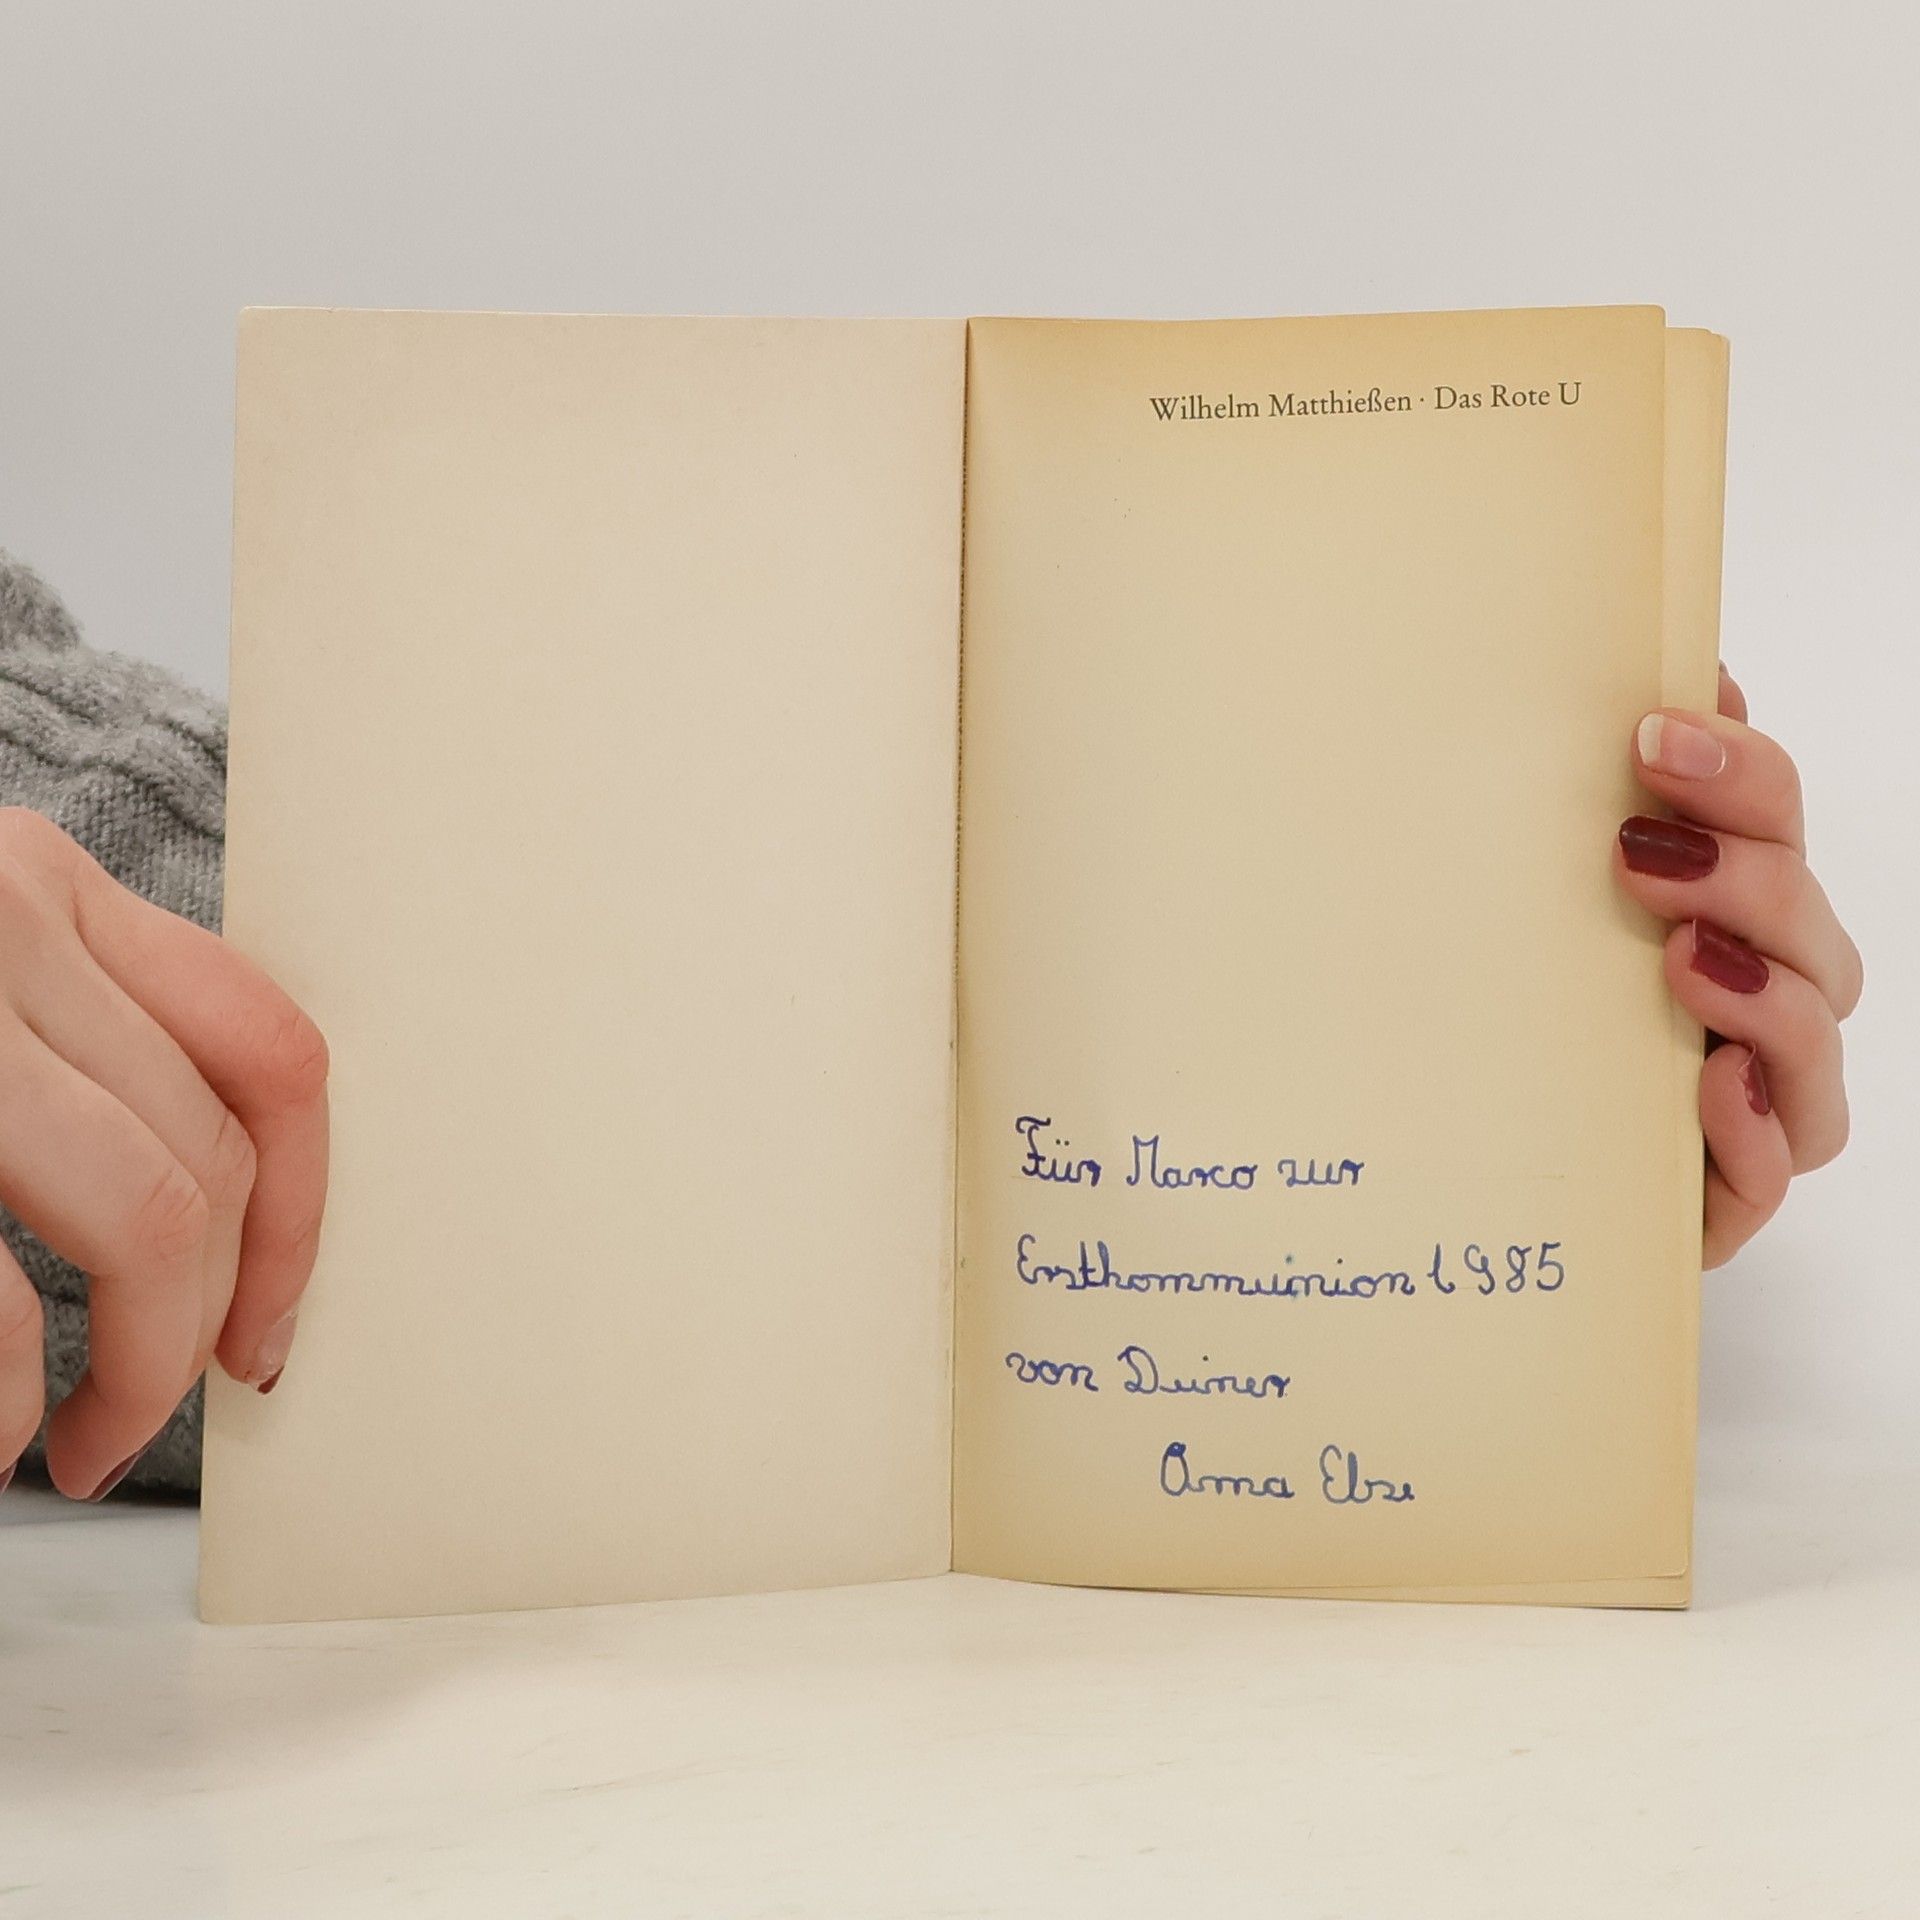 Wilhelm Matthießen · Das Rote U
Für Marco zur
Erstkommunion 1985
von Deiner
Oma Else